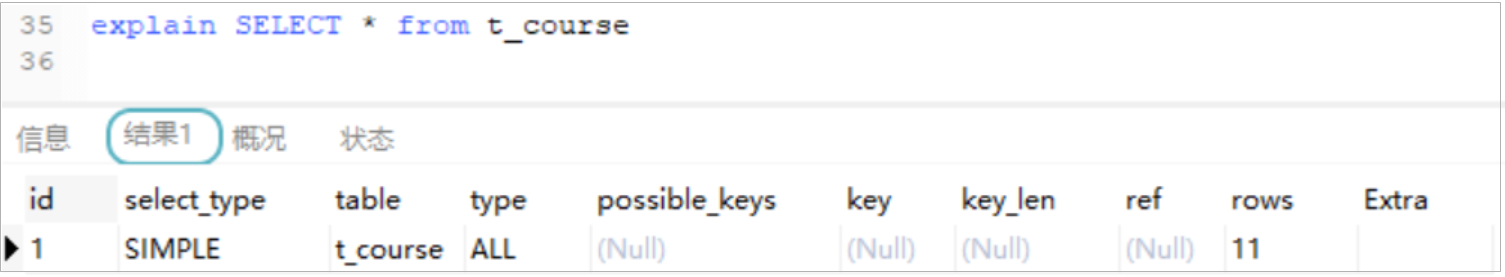 35 explain SELECT * from t_course
36
信息 结果1 概况 状态
id select_type table type possible_keys key key_len ref rows Extra
1 SIMPLE t_course ALL (Null) (Null) (Null) (Null) 11